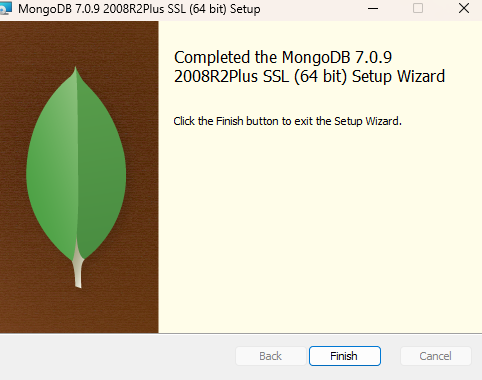 MongoDB 7.0.9 2008R2Plus SSL (64 bit) Setup
Completed the MongoDB 7.0.9
2008R2Plus SSL (64 bit) Setup Wizard
Click the Finish button to exit the Setup Wizard.
Back
Finish
Cancel